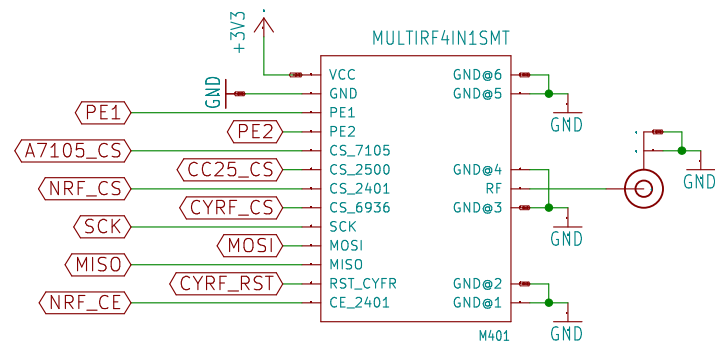 +3V3
MULTIRF4IN1SMT
VCC GND@6
GND GND GND@5
PE1 PE1 GND
PE2 PE2
A7105_CS CS_7105
CC25_CS CS_2500 GND@4 GND
NRF_CS CS_2401 RF
CYRF_CS CS_6936 GND@3
SCK SCK GND
MOSI MOSI
MISO MISO
CYRF_RST RST_CYFR GND@2
NRF_CE CE_2401 GND@1
GND
M401